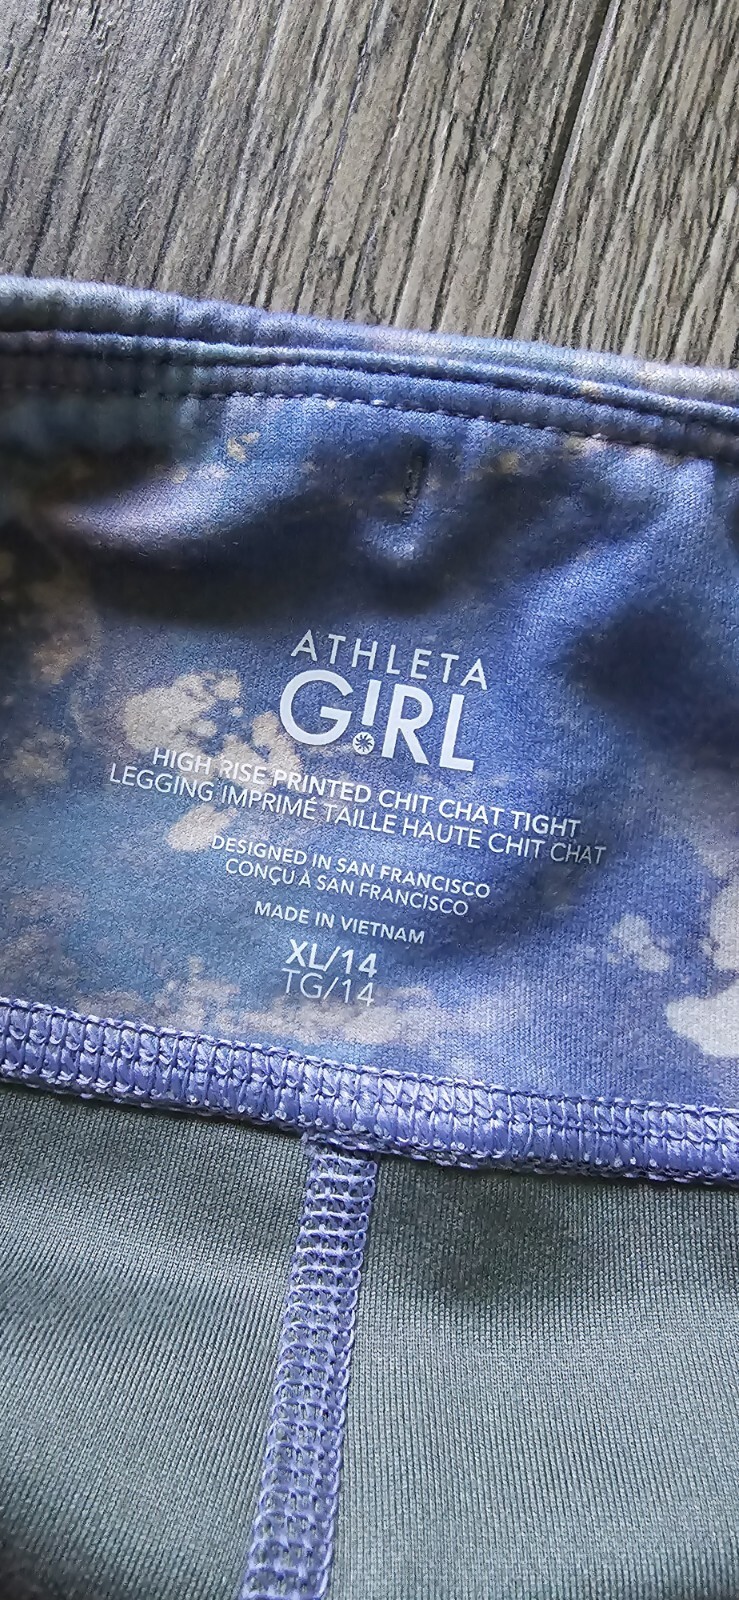 ATHLETA
GIRL
HIGH RISE PRINTED CHIT CHAT TIGHT
LEGGING IMPRIMÉ TAILLE HAUTE CHIT CHAT
DESIGNED IN SAN FRANCISCO
CONÇU À SAN FRANCISCO
MADE IN VIETNAM
XL/14
TG/14